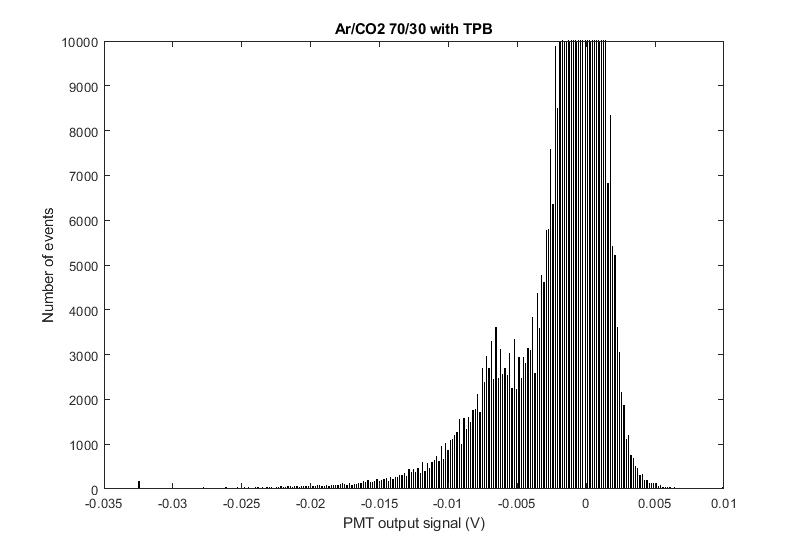 Ar/CO2 70/30 with TPB
10000
9000
8000
7000
6000
5000
4000
3000
2000
1000
0
Number of events
-0.035 -0.03 -0.025 -0.02 -0.015 -0.01 -0.005 0 0.005 0.01
PMT output signal (V)